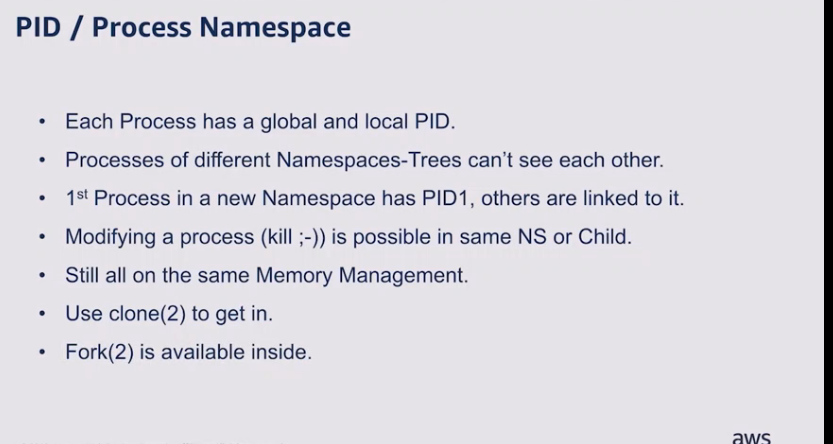 PID / Process Namespace
• Each Process has a global and local PID.
• Processes of different Namespaces-Trees can't see each other.
• 1st Process in a new Namespace has PID1, others are linked to it.
• Modifying a process (kill ;-)) is possible in same NS or Child.
• Still all on the same Memory Management.
• Use clone(2) to get in.
• Fork(2) is available inside.
aws